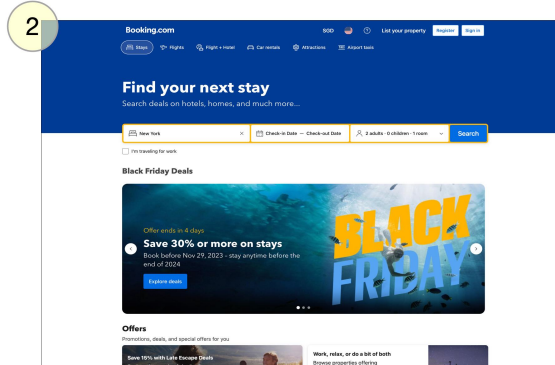 2
Booking.com
SGD
List your property
Register
Sign in
Stays
Flights
Flight + Hotel
Car rentals
Attractions
Airport taxis
Find your next stay
Search deals on hotels, homes, and much more...
New York
Check-in Date — Check-out Date
2 adults · 0 children · 1 room
Search
I'm traveling for work
Black Friday Deals
Offer ends in 4 days
Save 30% or more on stays
Book before Nov 29, 2023 – stay anytime before the
end of 2024
Explore deals
BLACK
FRIDAY
Offers
Promotions, deals, and special offers for you
Save 15% with Late Escape Deals
Work, relax, or do a bit of both
Browse properties offering